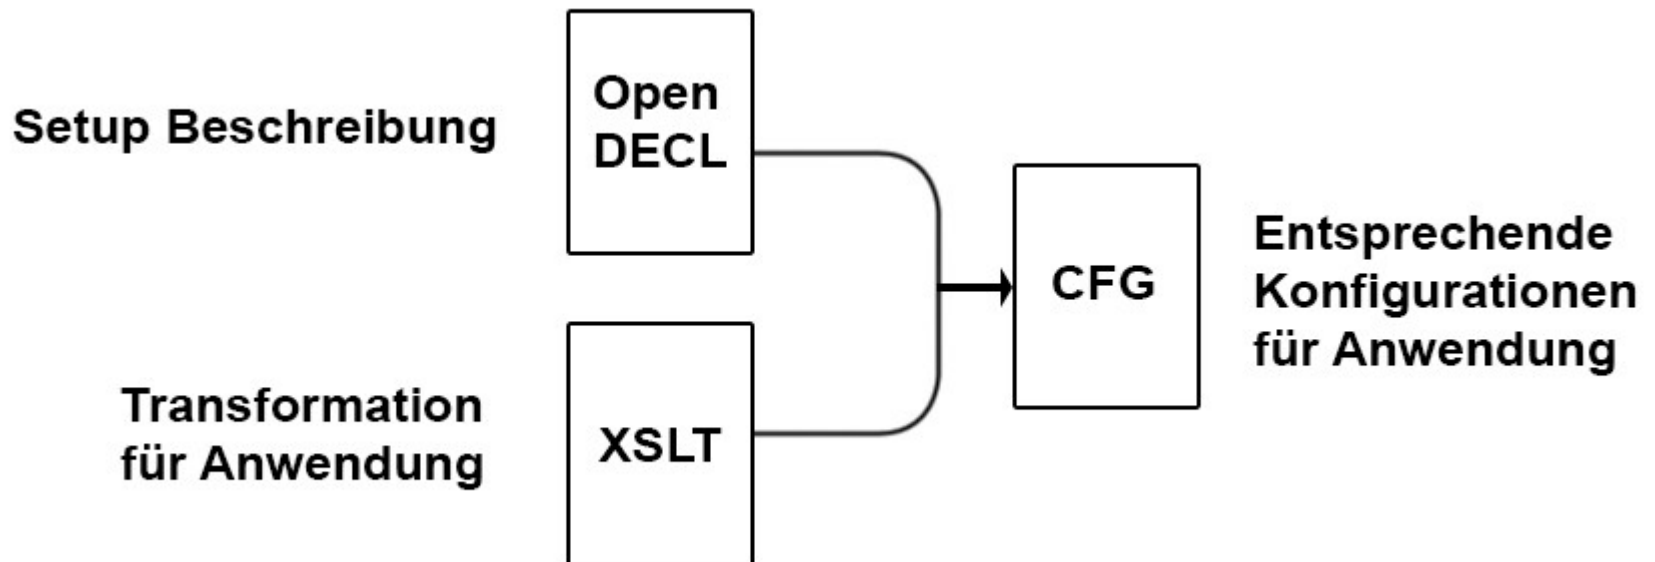 Setup Beschreibung
Open
DECL
Transformation
für Anwendung
XSLT
CFG
Entsprechende
Konfigurationen
für Anwendung